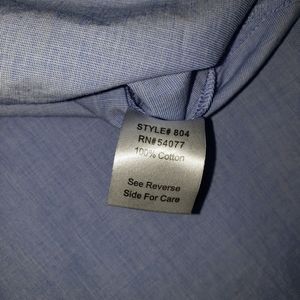 STYLE# 804
RN#54077
100% Cotton
See Reverse
Side For Care